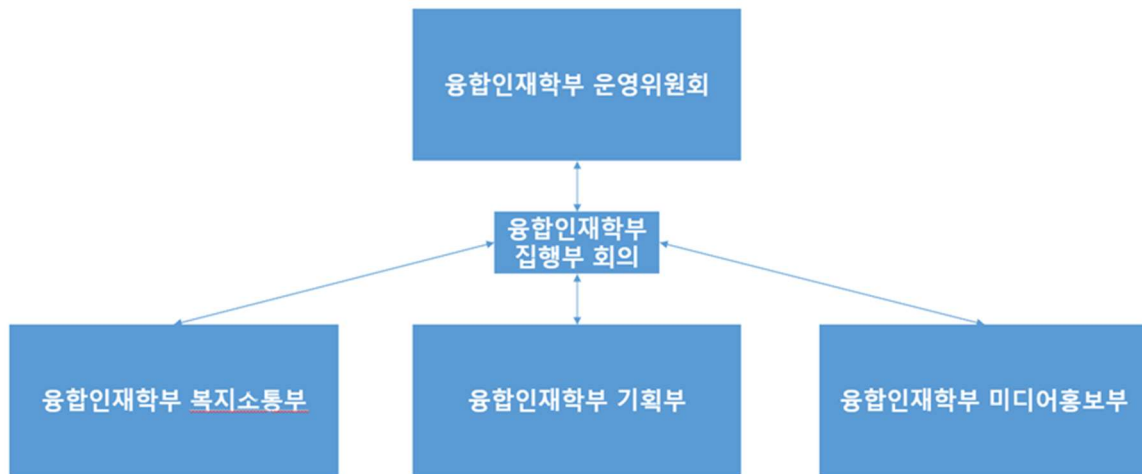 융합인재학부 운영위원회
융합인재학부
집행부 회의
융합인재학부 복지소통부
융합인재학부 기획부
융합인재학부 미디어홍보부